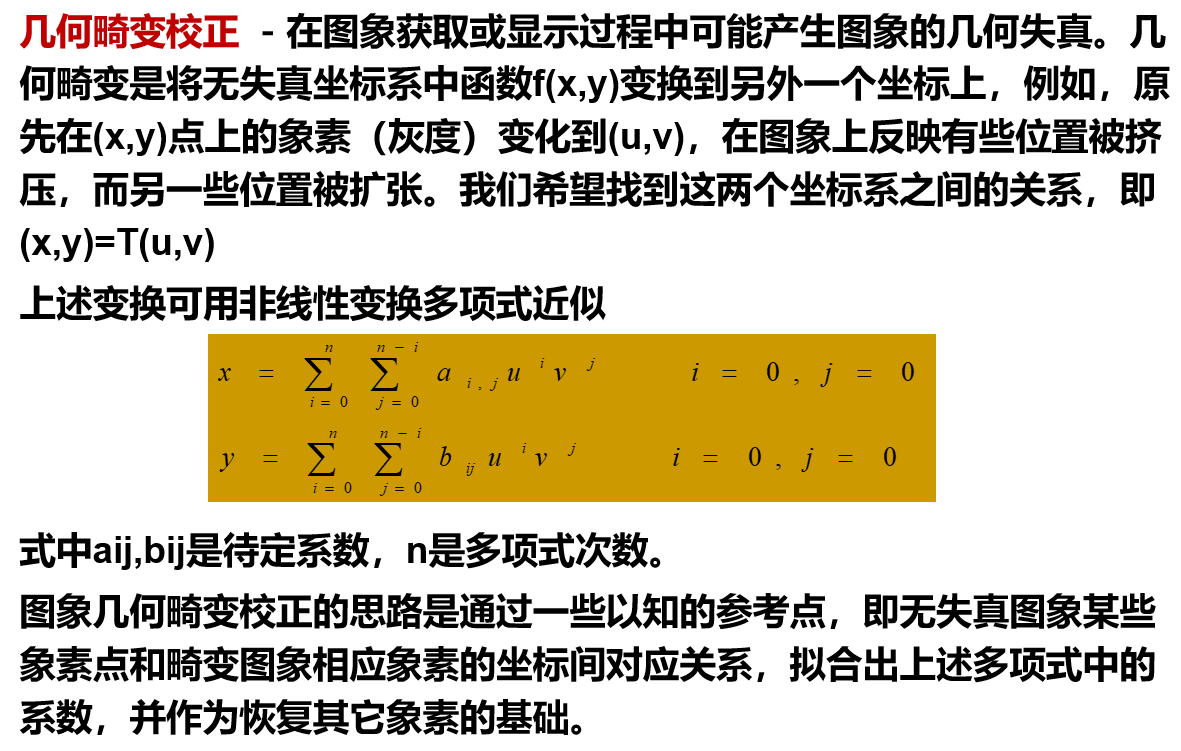 几何畸变校正 - 在图象获取或显示过程中可能产生图象的几何失真。几
何畸变是将无失真坐标系中函数f(x,y)变换到另外一个坐标上，例如，原
先在(x,y)点上的象素（灰度）变化到(u,v)，在图象上反映有些位置被挤
压，而另一些位置被扩张。我们希望找到这两个坐标系之间的关系，即
(x,y)=T(u,v)
上述变换可用非线性变换多项式近似
x = ∑_{i=0}^{n} ∑_{j=0}^{n-i} a_{i,j} u^i v^j i = 0 , j = 0
y = ∑_{i=0}^{n} ∑_{j=0}^{n-i} b_{ij} u^i v^j i = 0 , j = 0
式中aij,bij是待定系数，n是多项式次数。
图象几何畸变校正的思路是通过一些以知的参考点，即无失真图象某些
象素点和畸变图象相应象素的坐标间对应关系，拟合出上述多项式中的
系数，并作为恢复其它象素的基础。